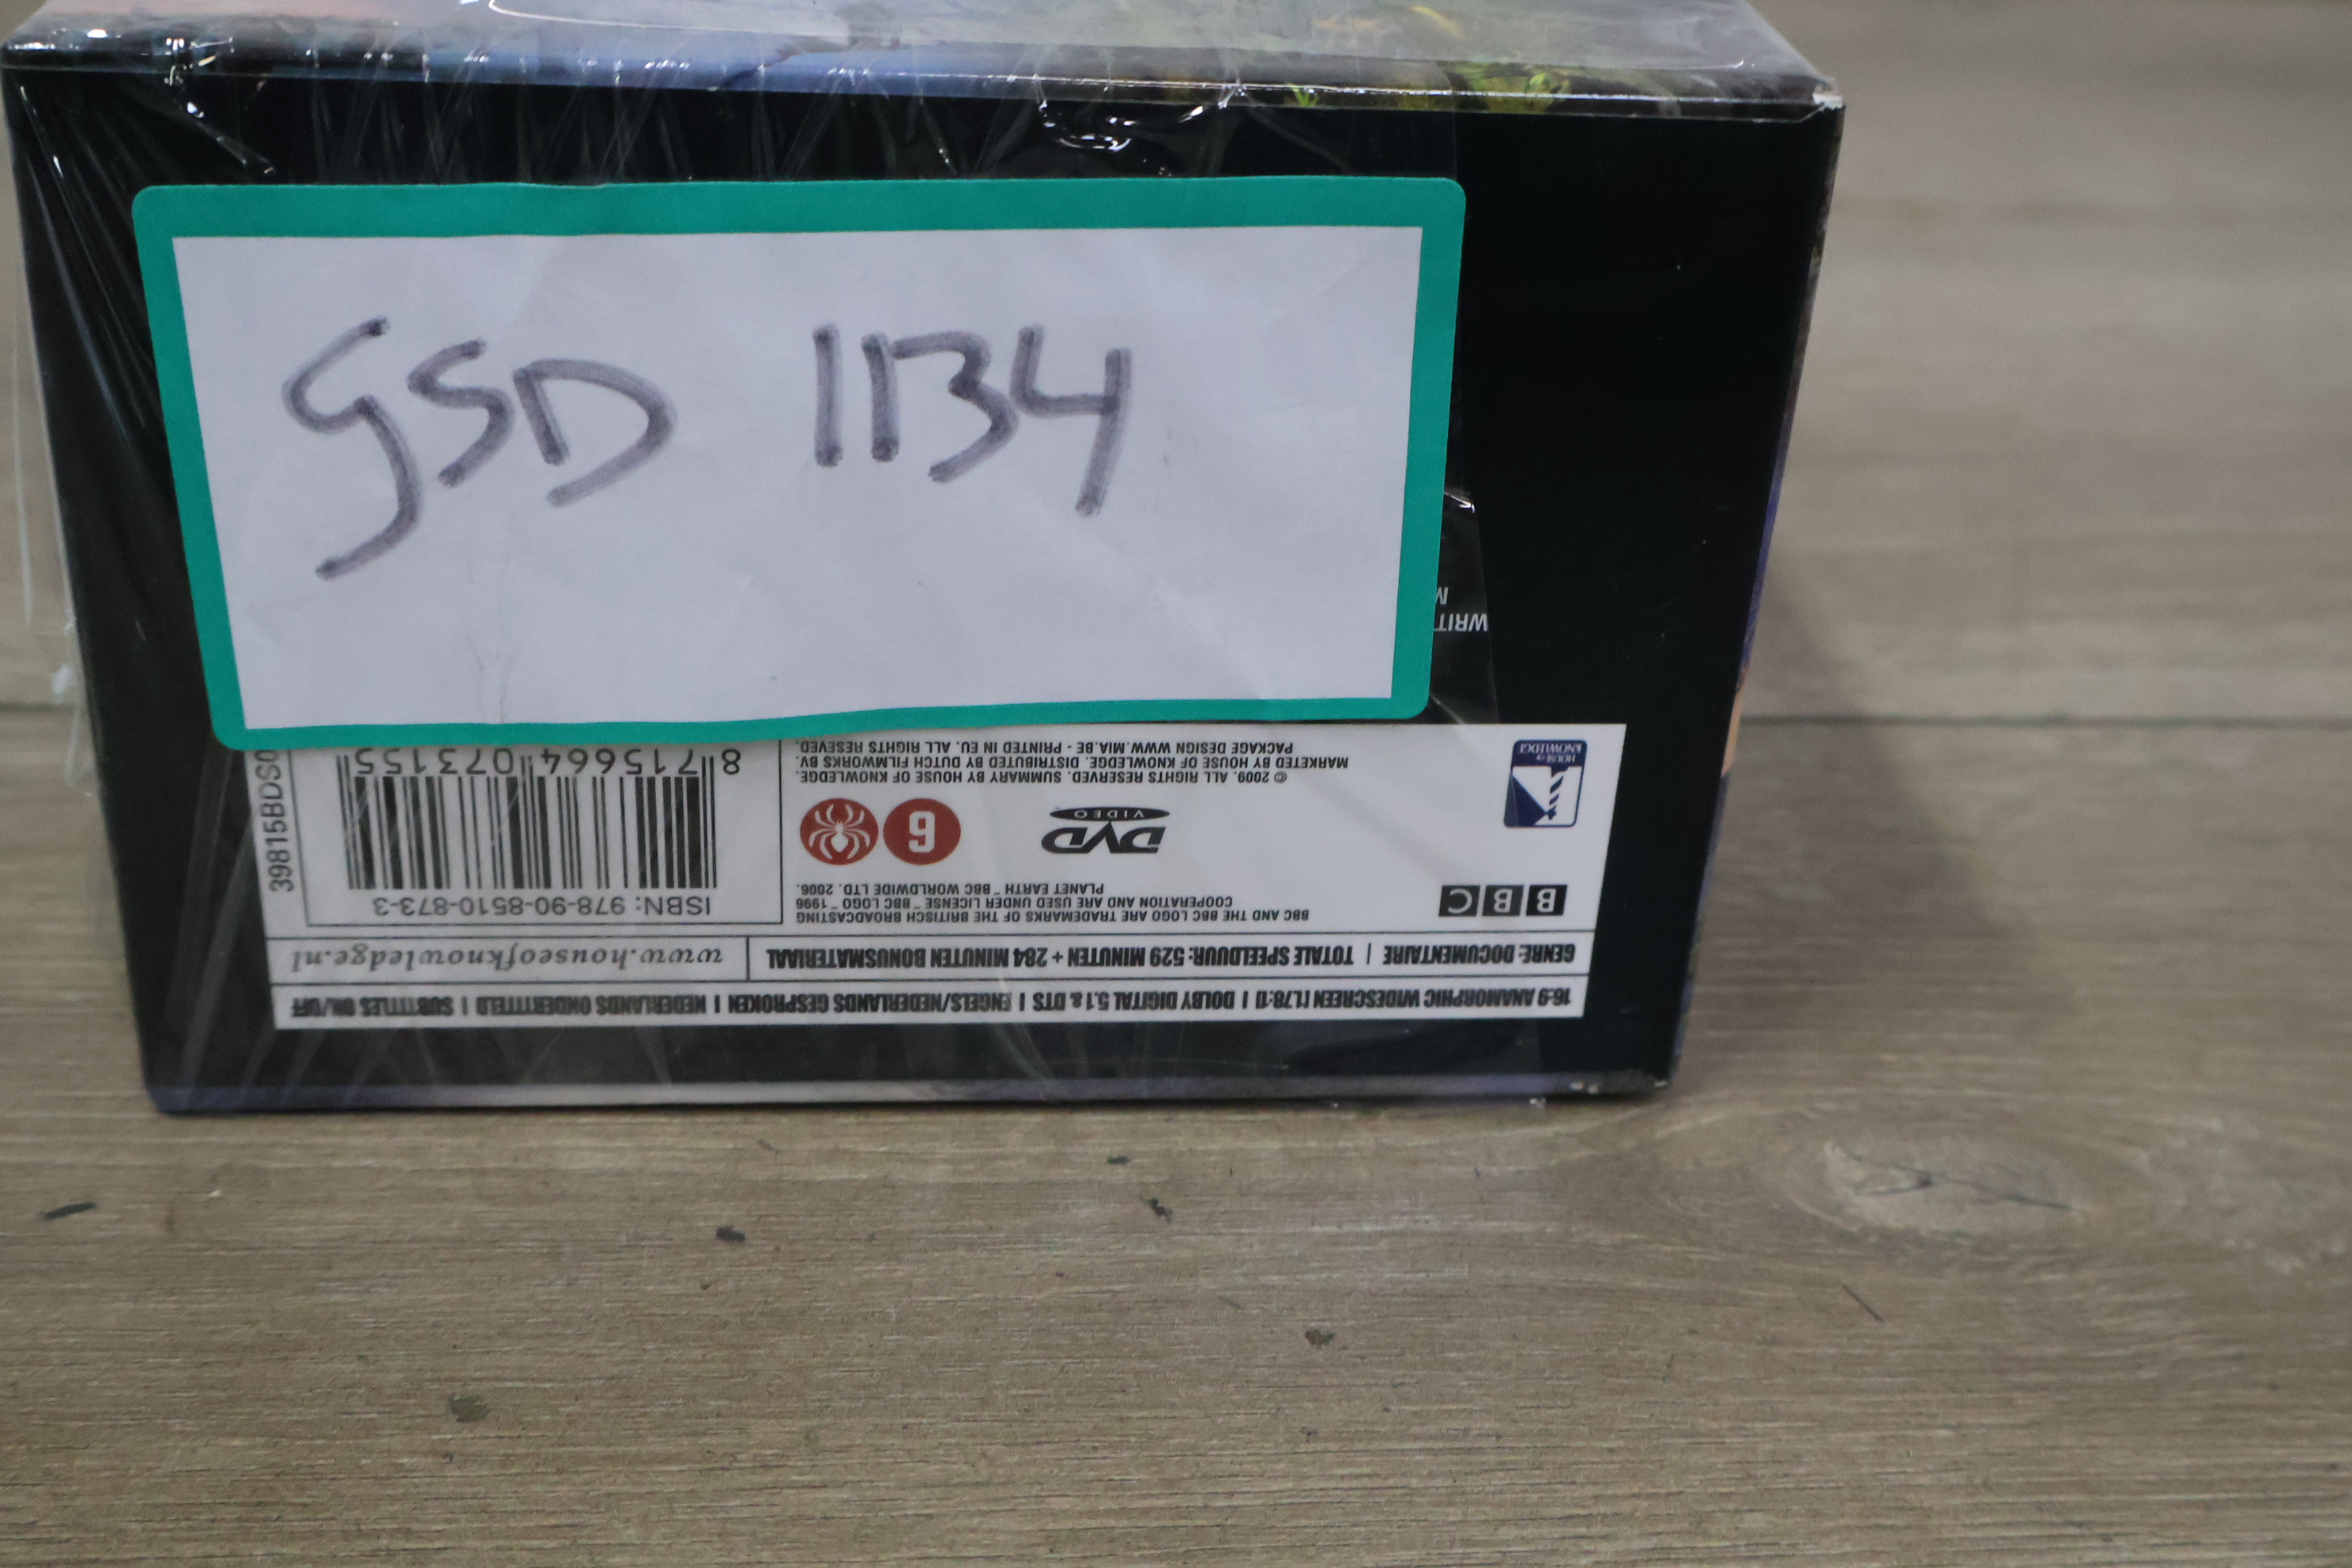 GSD 1134
16:9 ANAMORPHIC WIDESCREEN [1.78:1] | DOLBY DIGITAL 5.1 & DTS | ENGELS/NEDERLANDS GESPROKEN | NEDERLANDS ONDERTITELD | SUBTITLES ON/OFF
GENRE: DOCUMENTAIRE | TOTALE SPEELDUUR: 529 MINUTEN + 284 MINUTEN BONUSMATERIAAL
www.houseofknowledge.nl
BBC
BBC AND THE BBC LOGO ARE TRADEMARKS OF THE BRITISCH BROADCASTING
COOPERATION AND ARE USED UNDER LICENSE ™ BBC LOGO ™ 1996
PLANET EARTH ™ BBC WORLDWIDE LTD. 2006.
DVD
VIDEO
6
© 2009. ALL RIGHTS RESERVED. SUMMARY BY HOUSE OF KNOWLEDGE.
MARKETED BY HOUSE OF KNOWLEDGE. DISTRIBUTED BY DUTCH FILMWORKS BV.
PACKAGE DESIGN WWW.MIA.BE - PRINTED IN EU. ALL RIGHTS RESEVED.
HOUSE OF
KNOWLEDGE
ISBN: 978-90-8510-873-3
8 715664 073155
39815BDS0
WRIT
M